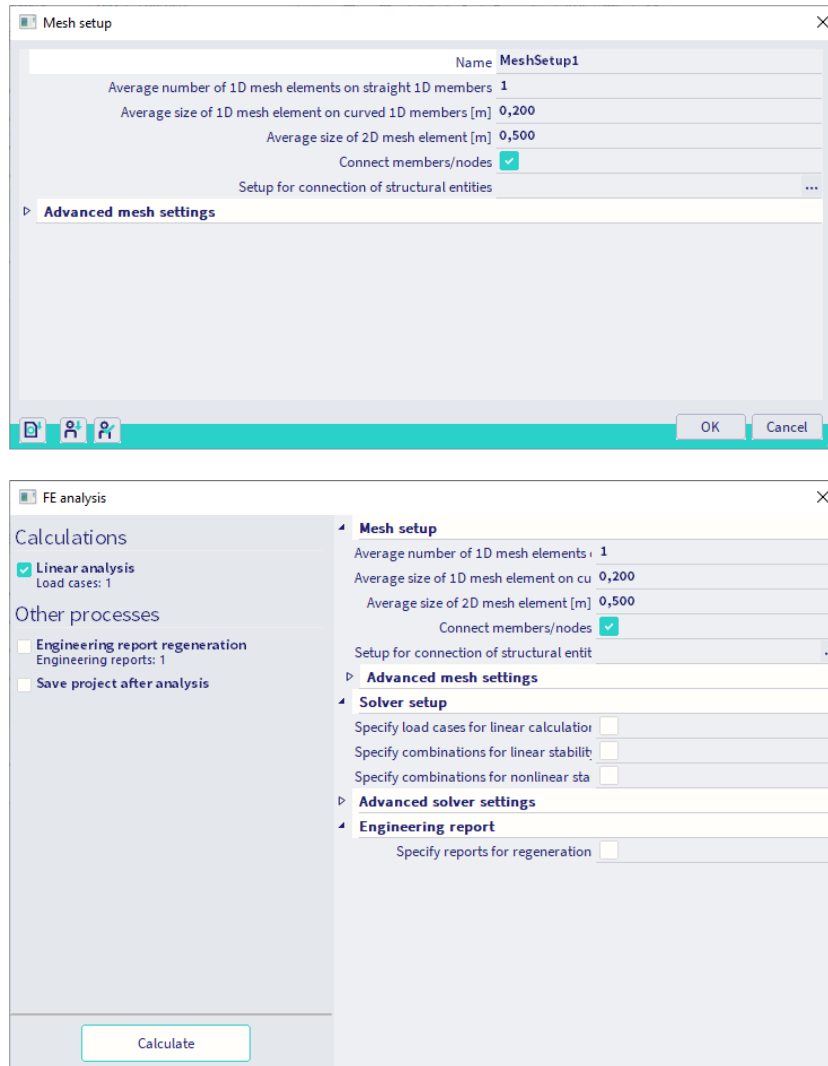 Mesh setup
Name MeshSetup1
Average number of 1D mesh elements on straight 1D members 1
Average size of 1D mesh element on curved 1D members [m] 0,200
Average size of 2D mesh element [m] 0,500
Connect members/nodes
Setup for connection of structural entities ...
Advanced mesh settings
OK Cancel
FE analysis
Calculations
Linear analysis
Load cases: 1
Other processes
Engineering report regeneration
Engineering reports: 1
Save project after analysis
Calculate
Mesh setup
Average number of 1D mesh elements 1
Average size of 1D mesh element on cu 0,200
Average size of 2D mesh element [m] 0,500
Connect members/nodes
Setup for connection of structural entit
Advanced mesh settings
Solver setup
Specify load cases for linear calculation
Specify combinations for linear stability
Specify combinations for nonlinear sta
Advanced solver settings
Engineering report
Specify reports for regeneration